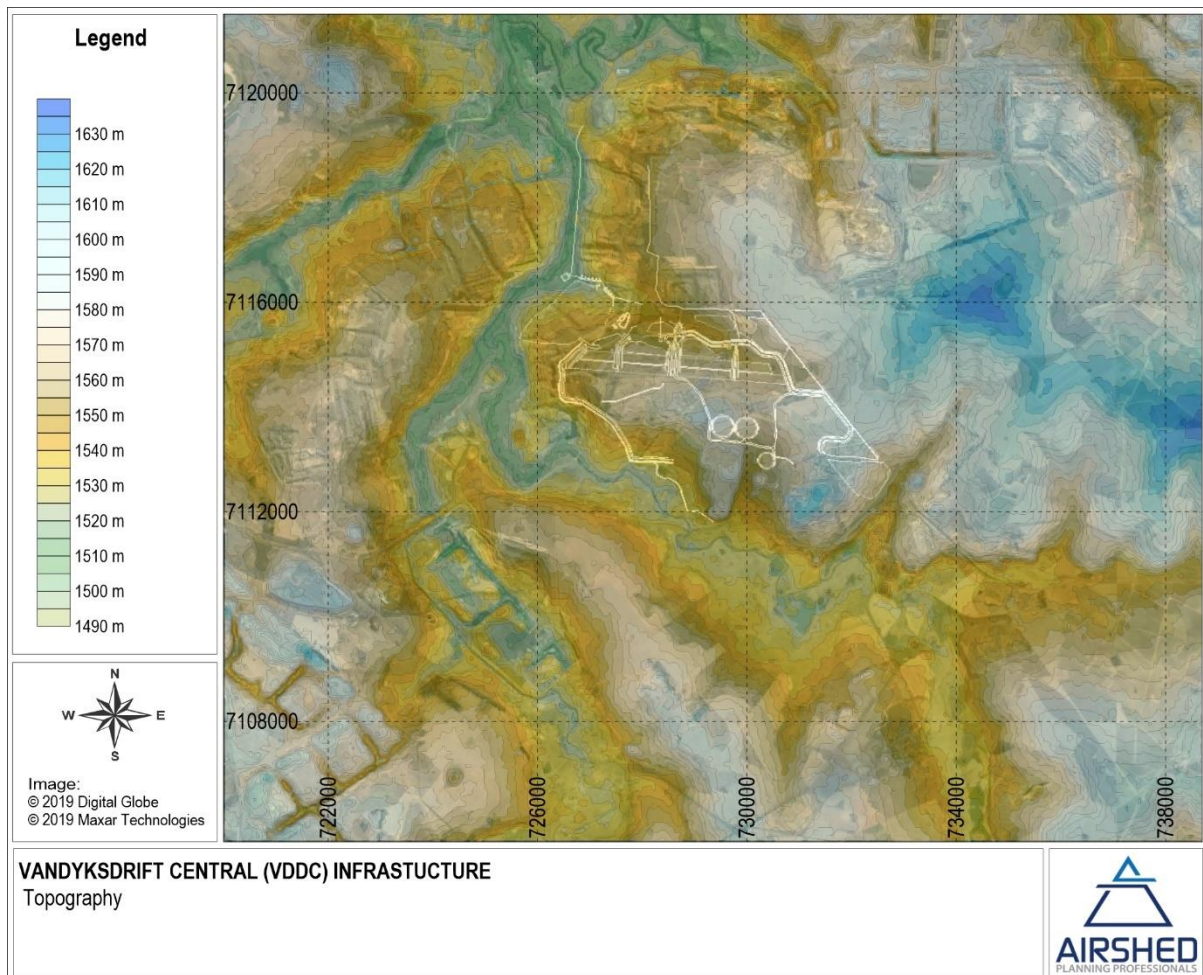 Legend
1630 m
1620 m
1610 m
1600 m
1590 m
1580 m
1570 m
1560 m
1550 m
1540 m
1530 m
1520 m
1510 m
1500 m
1490 m
N
W E
S
Image:
© 2019 Digital Globe
© 2019 Maxar Technologies
7120000
7116000
7112000
7108000
722000
726000
730000
734000
738000
VANDYKSDRIFT CENTRAL (VDDC) INFRASTUCTURE
Topography
AIRSHED
PLANNING PROFESSIONALS